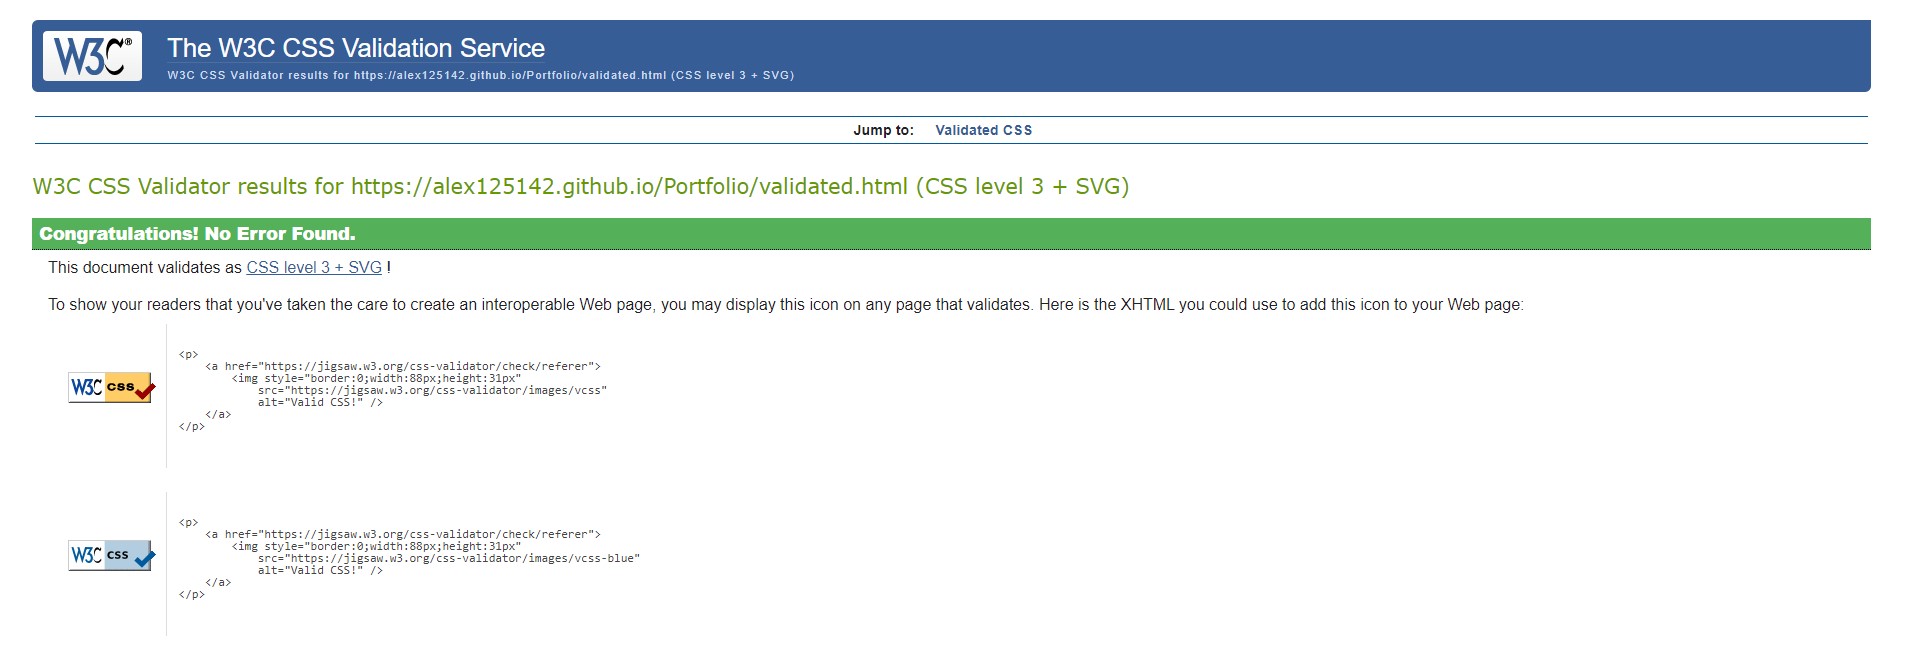 W3C®
The W3C CSS Validation Service
W3C CSS Validator results for https://alex125142.github.io/Portfolio/validated.html (CSS level 3 + SVG)
Jump to: Validated CSS
W3C CSS Validator results for https://alex125142.github.io/Portfolio/validated.html (CSS level 3 + SVG)
Congratulations! No Error Found.
This document validates as CSS level 3 + SVG !
To show your readers that you've taken the care to create an interoperable Web page, you may display this icon on any page that validates. Here is the XHTML you could use to add this icon to your Web page:
W3C css
<p>
    <a href="https://jigsaw.w3.org/css-validator/check/referer">
        <img style="border:0;width:88px;height:31px"
            src="https://jigsaw.w3.org/css-validator/images/vcss"
            alt="Valid CSS!" />
    </a>
</p>
W3C css
<p>
    <a href="https://jigsaw.w3.org/css-validator/check/referer">
        <img style="border:0;width:88px;height:31px"
            src="https://jigsaw.w3.org/css-validator/images/vcss-blue"
            alt="Valid CSS!" />
    </a>
</p>